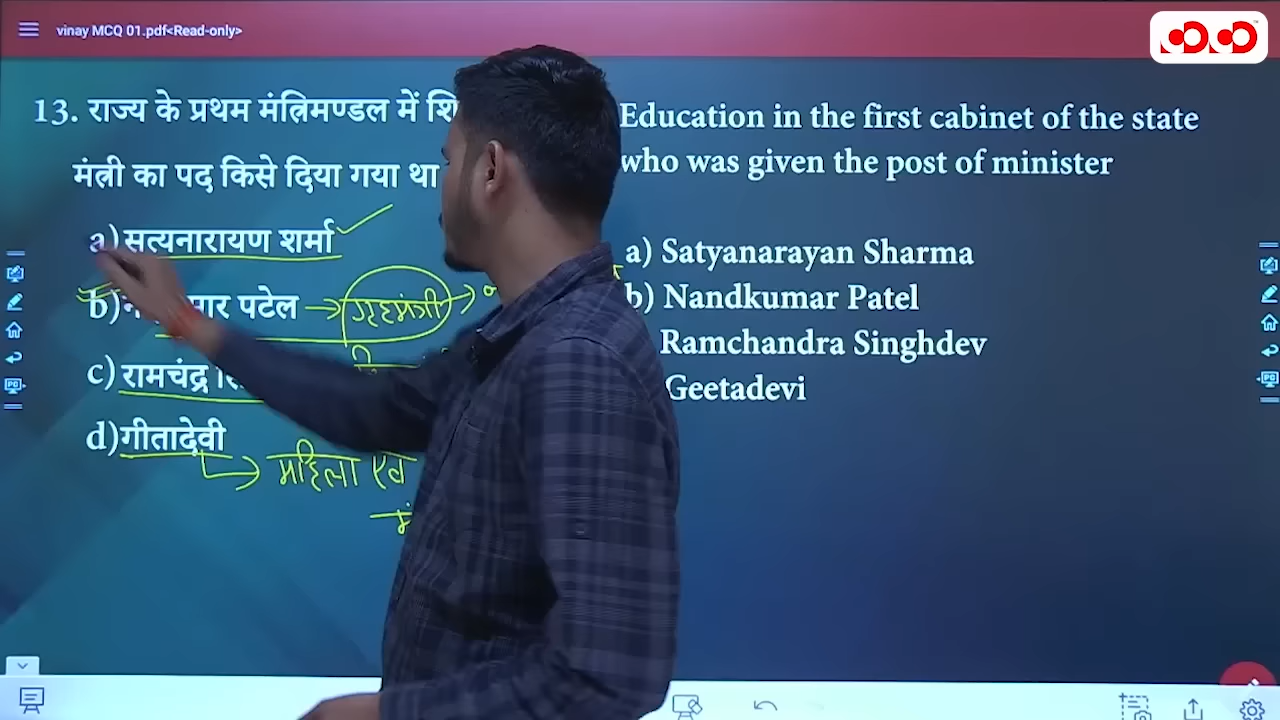 vinay MCQ 01.pdf<Read-only>
13. राज्य के प्रथम मंत्रिमण्डल में
मंत्री का पद किसे दिया गया था
a) सत्यनारायण शर्मा
b) पटेल → गृहमंत्री →
c) रामचंद्र
d) गीतादेवी
→ महिला एवं
Education in the first cabinet of the state
who was given the post of minister
a) Satyanarayan Sharma
b) Nandkumar Patel
Ramchandra Singhdev
Geetadevi